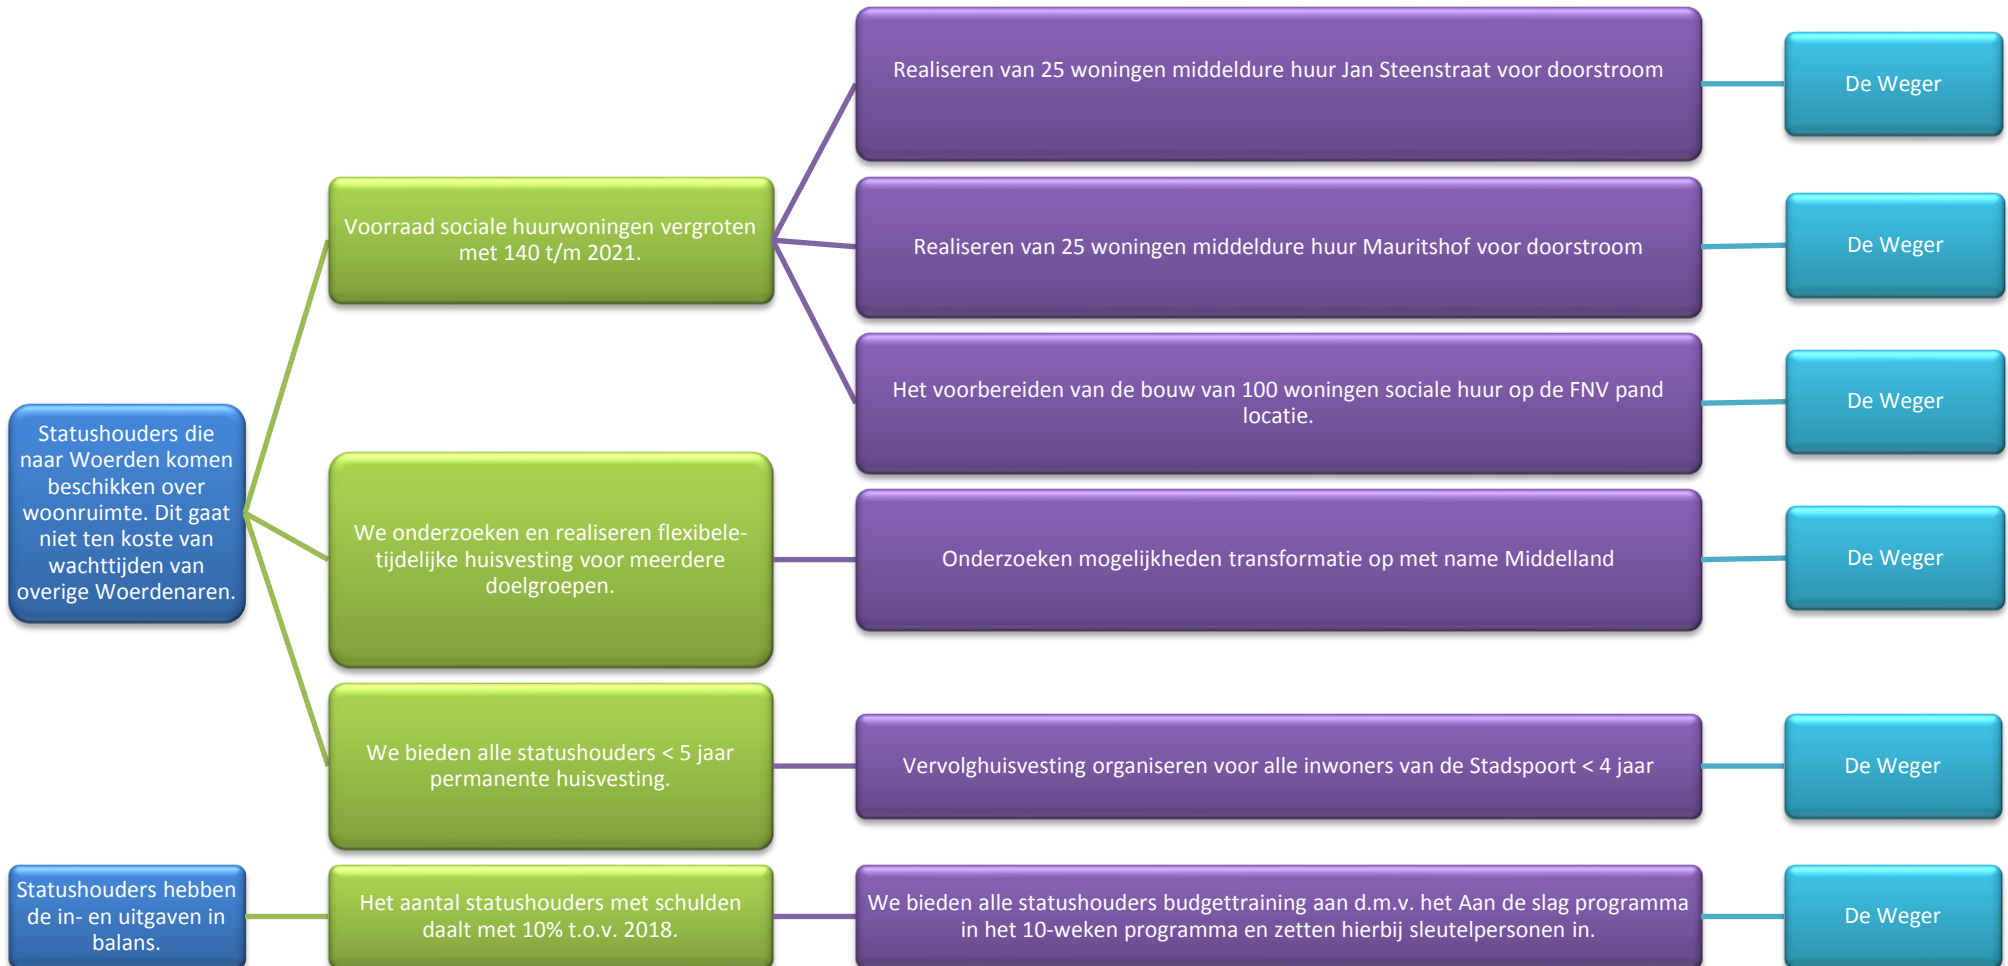 Statushouders die
naar Woerden komen
beschikken over
woonruimte. Dit gaat
niet ten koste van
wachttijden van
overige Woerdenaren.
Voorraad sociale huurwoningen vergroten
met 140 t/m 2021.
Realiseren van 25 woningen middeldure huur Jan Steenstraat voor doorstroom
De Weger
Realiseren van 25 woningen middeldure huur Mauritshof voor doorstroom
De Weger
Het voorbereiden van de bouw van 100 woningen sociale huur op de FNV pand
locatie.
De Weger
We onderzoeken en realiseren flexibele-
tijdelijke huisvesting voor meerdere
doelgroepen.
Onderzoeken mogelijkheden transformatie op met name Middelland
De Weger
We bieden alle statushouders < 5 jaar
permanente huisvesting.
Vervolghuisvesting organiseren voor alle inwoners van de Stadspoort < 4 jaar
De Weger
Statushouders hebben
de in- en uitgaven in
balans.
Het aantal statushouders met schulden
daalt met 10% t.o.v. 2018.
We bieden alle statushouders budgettraining aan d.m.v. het Aan de slag programma
in het 10-weken programma en zetten hierbij sleutelpersonen in.
De Weger